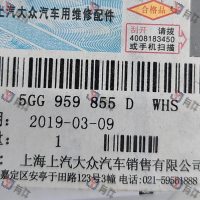 上汽大众汽车用维修配件
合格品
刮开 请拨
4008183450
或手机扫描
5GG 959 855 D WHS
2019-03-09
1
上海上汽大众汽车销售有限公
嘉定区安亭于田路123号3幢 电话:021-59561888